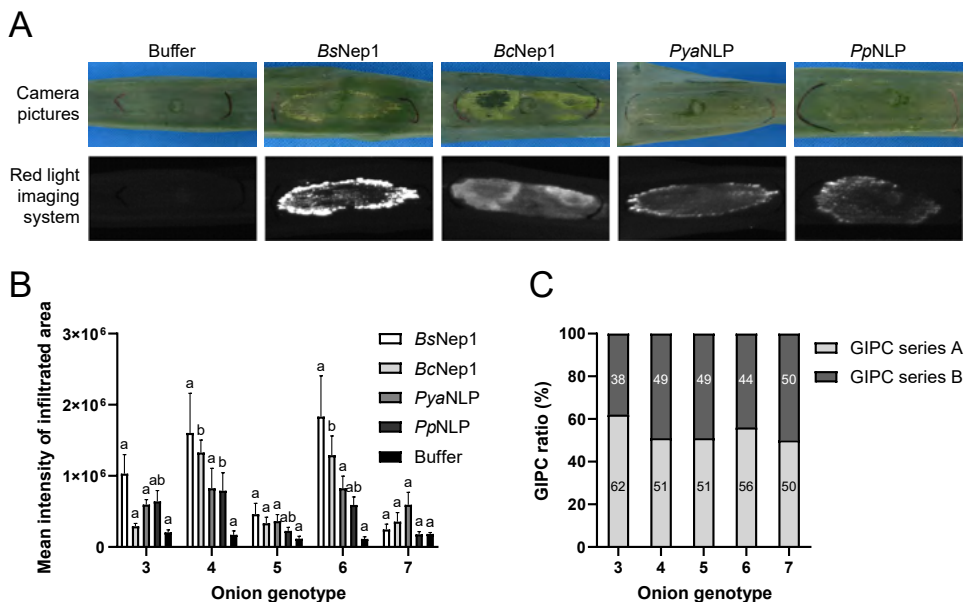 A
Buffer BsNep1 BcNep1 PyaNLP PpNLP
Camera
pictures
Red light
imaging
system
B
Mean intensity of infiltrated area
3×10⁶
2×10⁶
1×10⁶
0
a a a ab a
a b a b a
a a a ab a
a b a ab a
a a a a a
3 4 5 6 7
Onion genotype
BsNep1
BcNep1
PyaNLP
PpNLP
Buffer
C
GIPC ratio (%)
100
80
60
40
20
0
38 49 49 44 50
62 51 51 56 50
3 4 5 6 7
Onion genotype
GIPC series A
GIPC series B